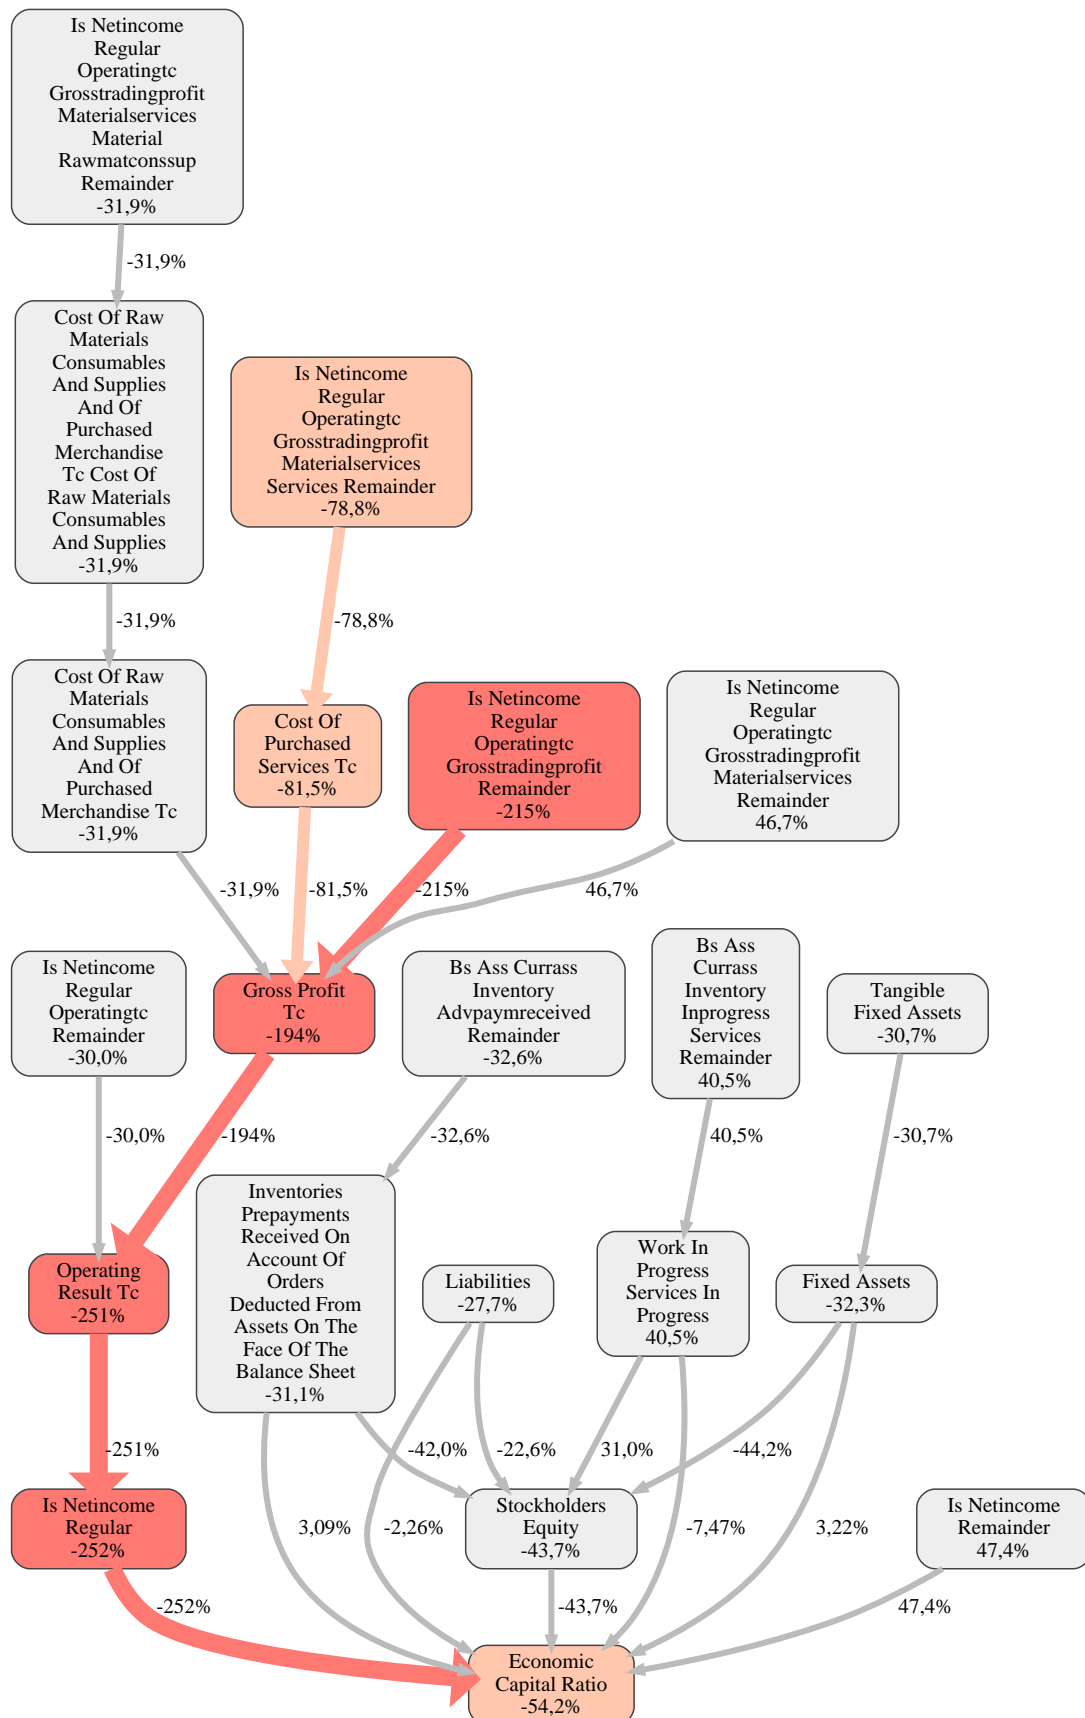 Is Netincome
Regular
Operatingtc
Grosstradingprofit
Materialservices
Material
Rawmatconssup
Remainder
-31,9%
-31,9%
Cost Of Raw
Materials
Consumables
And Supplies
And Of
Purchased
Merchandise
Tc Cost Of
Raw Materials
Consumables
And Supplies
-31,9%
Is Netincome
Regular
Operatingtc
Grosstradingprofit
Materialservices
Services Remainder
-78,8%
-31,9%
-78,8%
Cost Of Raw
Materials
Consumables
And Supplies
And Of
Purchased
Merchandise Tc
-31,9%
Cost Of
Purchased
Services Tc
-81,5%
Is Netincome
Regular
Operatingtc
Grosstradingprofit
Remainder
-215%
Is Netincome
Regular
Operatingtc
Grosstradingprofit
Materialservices
Remainder
46,7%
-31,9%
-81,5%
-215%
46,7%
Is Netincome
Regular
Operatingtc
Remainder
-30,0%
Gross Profit
Tc
-194%
Bs Ass Currass
Inventory
Advpaymreceived
Remainder
-32,6%
Bs Ass
Currass
Inventory
Inprogress
Services
Remainder
40,5%
Tangible
Fixed Assets
-30,7%
-30,0%
-194%
-32,6%
40,5%
-30,7%
Operating
Result Tc
-251%
Inventories
Prepayments
Received On
Account Of
Orders
Deducted From
Assets On The
Face Of The
Balance Sheet
-31,1%
Liabilities
-27,7%
Work In
Progress
Services In
Progress
40,5%
Fixed Assets
-32,3%
-251%
-42,0%
-22,6%
31,0%
-44,2%
Is Netincome
Regular
-252%
3,09%
-2,26%
Stockholders
Equity
-43,7%
-7,47%
3,22%
Is Netincome
Remainder
47,4%
-252%
-43,7%
47,4%
Economic
Capital Ratio
-54,2%